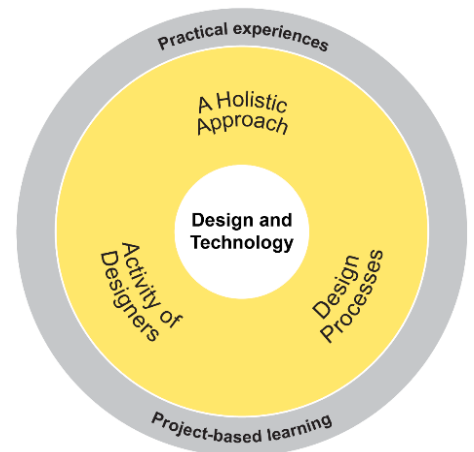 Practical experiences
A Holistic
Approach
Design and
Technology
Activity of
Designers
Design
Processes
Project-based learning